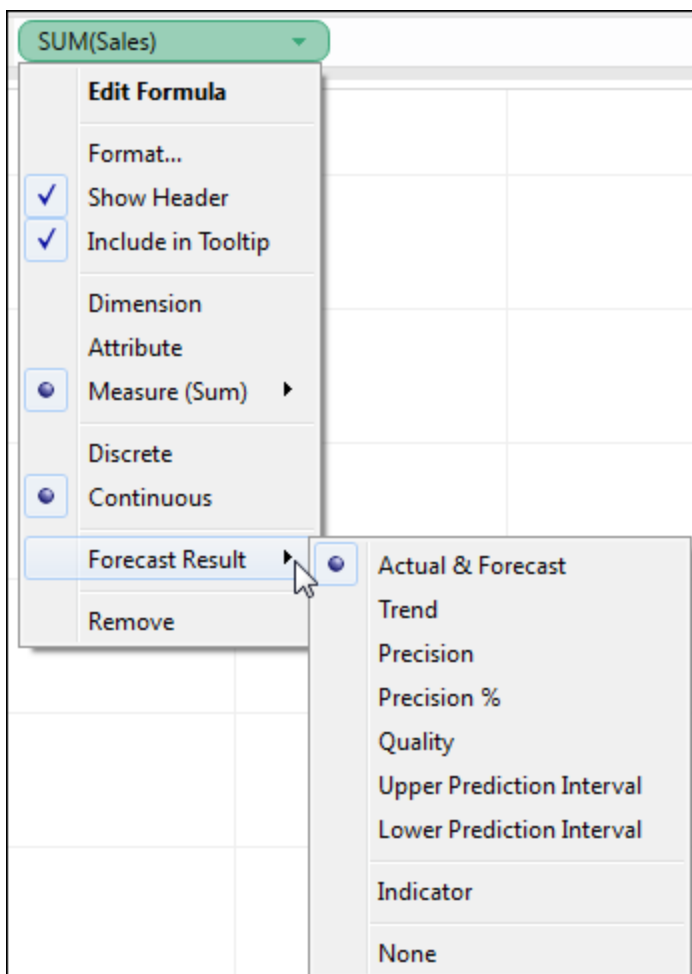 SUM(Sales)
Edit Formula
Format...
Show Header
Include in Tooltip
Dimension
Attribute
Measure (Sum)
Discrete
Continuous
Forecast Result
Remove
Actual & Forecast
Trend
Precision
Precision %
Quality
Upper Prediction Interval
Lower Prediction Interval
Indicator
None